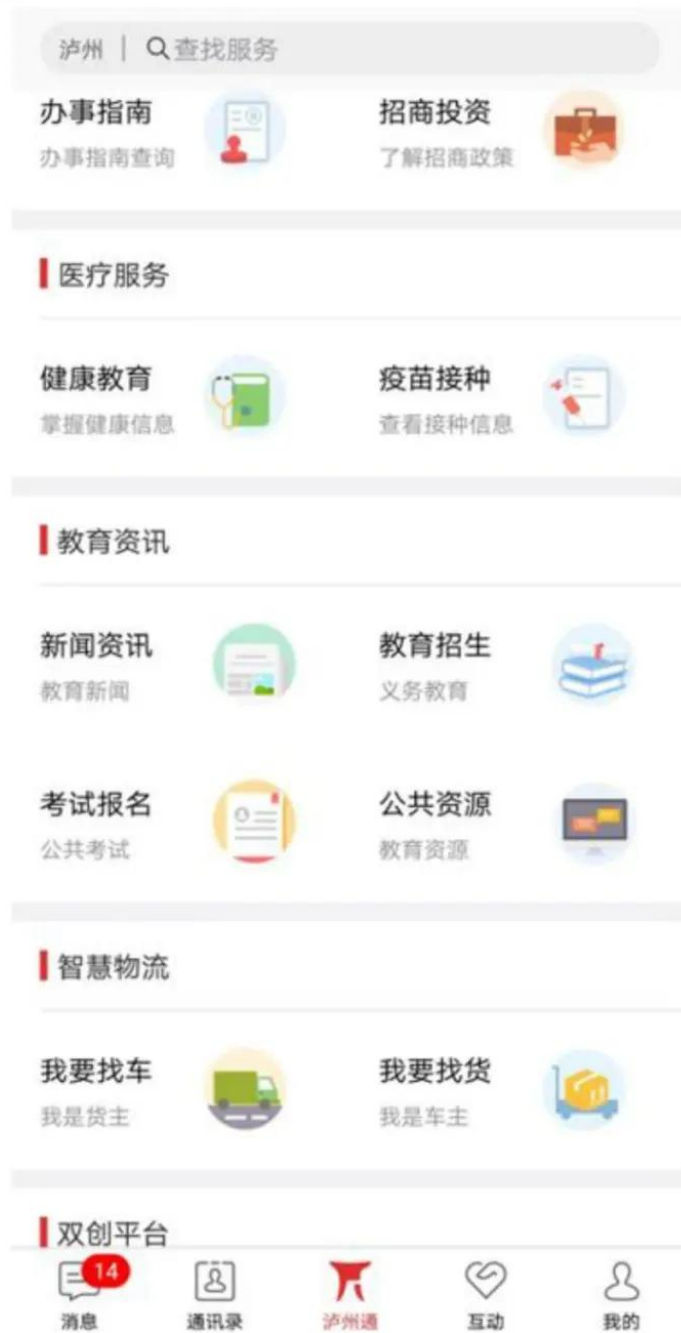 泸州 | 查找服务
办事指南 招商投资
办事指南查询 了解招商政策
医疗服务
健康教育 疫苗接种
掌握健康信息 查看接种信息
教育资讯
新闻资讯 教育招生
教育新闻 义务教育
考试报名 公共资源
公共考试 教育资源
智慧物流
我要找车 我要找货
我是货主 我是车主
双创平台
14
消息 通讯录 泸州通 互动 我的